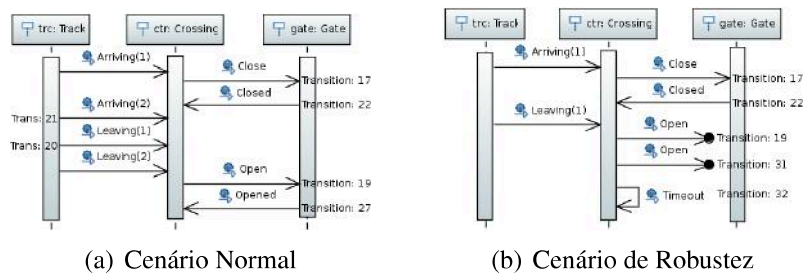 trc: Track
ctr: Crossing
gate: Gate
Arriving(1)
Close
Transition: 17
Closed
Transition: 22
Arriving(2)
Trans: 21
Leaving(1)
Trans: 20
Leaving(2)
Open
Transition: 19
Opened
Transition: 27
(a) Cenário Normal
trc: Track
ctr: Crossing
gate: Gate
Arriving(1)
Close
Transition: 17
Closed
Transition: 22
Leaving(1)
Open
Transition: 19
Open
Transition: 31
Timeout
Transition: 32
(b) Cenário de Robustez